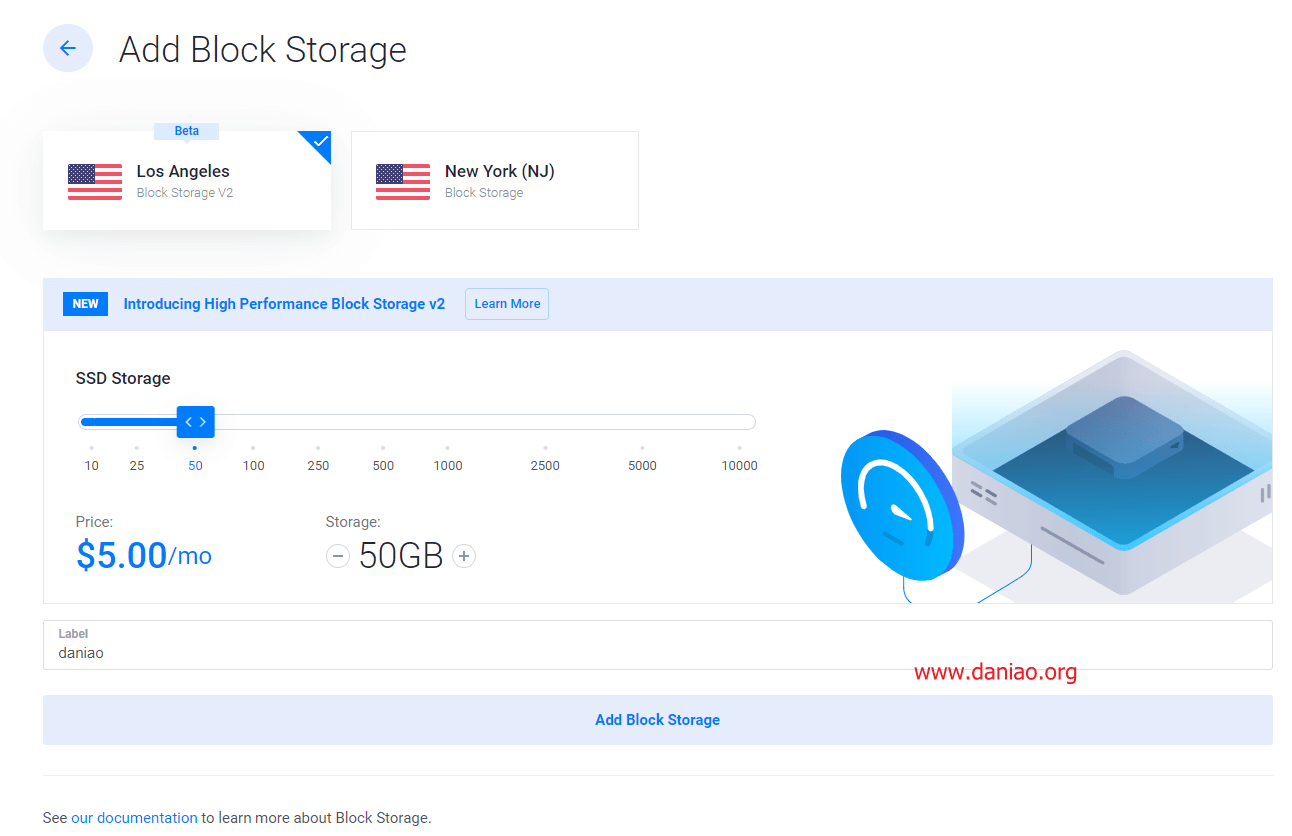 Add Block Storage
Beta
Los Angeles
Block Storage V2
New York (NJ)
Block Storage
NEW Introducing High Performance Block Storage v2 Learn More
SSD Storage
10 25 50 100 250 500 1000 2500 5000 10000
Price: Storage:
$5.00/mo 50GB
Label
daniao
www.daniao.org
Add Block Storage
See our documentation to learn more about Block Storage.